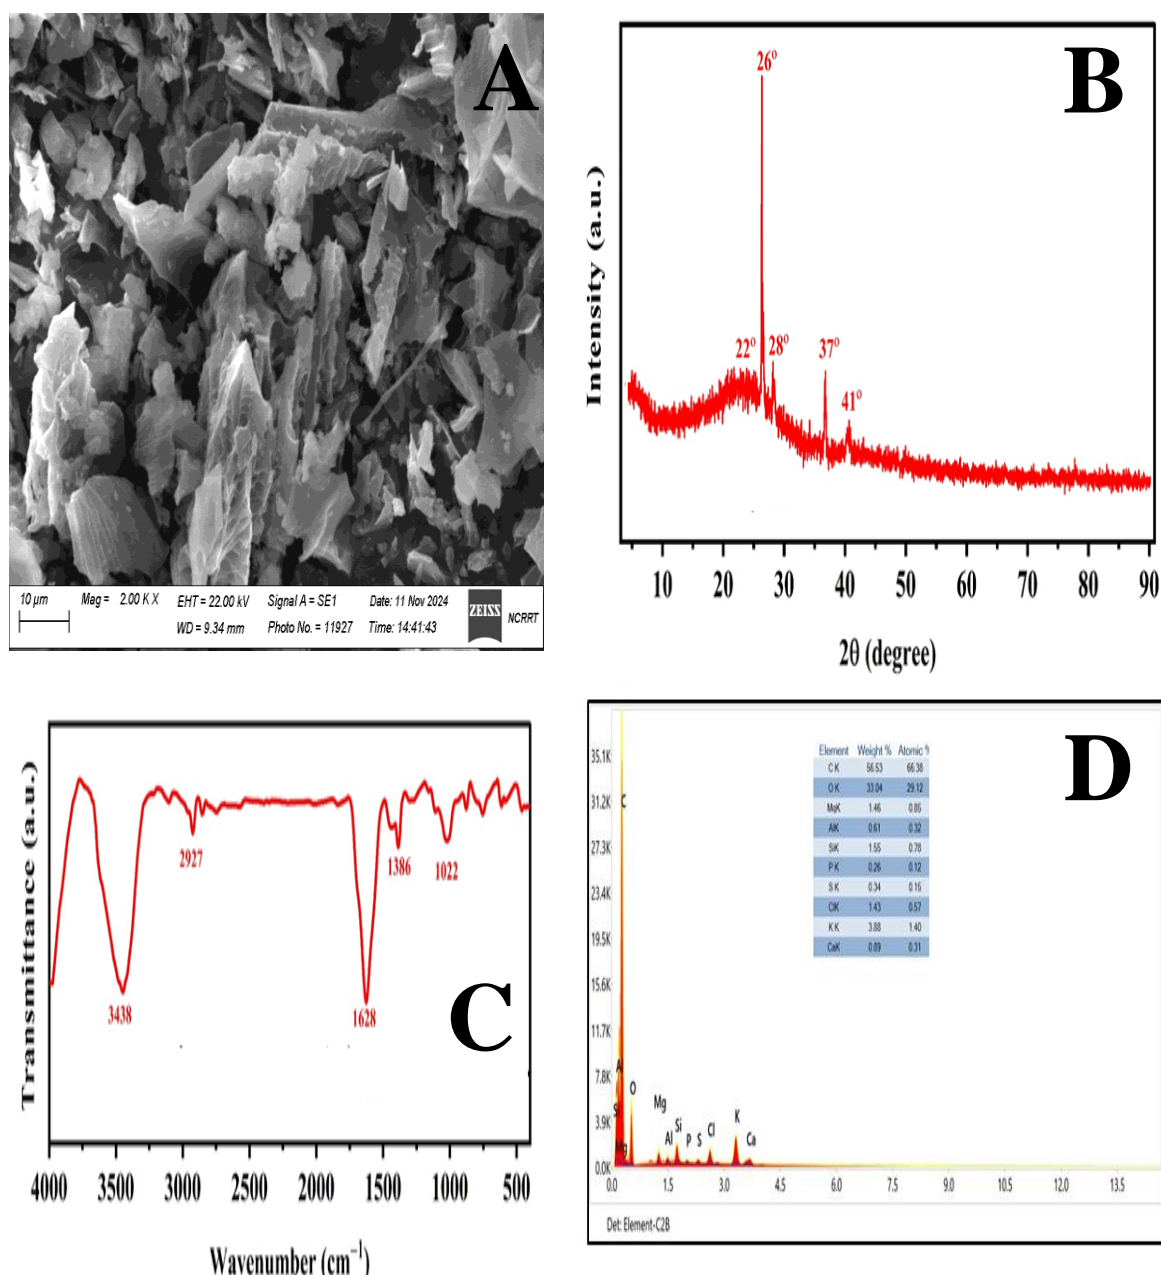 A
10 µm
Mag = 2.00 K X
EHT = 22.00 kV
Signal A = SE1
Date: 11 Nov 2024
ZEISS
NCRRT
WD = 9.34 mm
Photo No. = 11927
Time: 14:41:43
B
Intensity (a.u.)
26°
22°
28°
37°
41°
10 20 30 40 50 60 70 80 90
2θ (degree)
C
Transmittance (a.u.)
2927
1386
1022
3438
1628
4000 3500 3000 2500 2000 1500 1000 500
Wavenumber (cm⁻¹)
D
Element Weight % Atomic %
C K 56.53 66.38
O K 33.04 29.12
MgK 1.46 0.85
AlK 0.61 0.32
SiK 1.55 0.78
P K 0.26 0.12
S K 0.34 0.15
ClK 1.43 0.57
K K 3.88 1.40
CaK 0.89 0.31
35.1K
31.2K
27.3K
23.4K
19.5K
15.6K
11.7K
7.8K
3.9K
0.0K
C
O
Mg
Al
Si
P
S
Cl
K
Ca
Mg
0.0 1.5 3.0 4.5 6.0 7.5 9.0 10.5 12.0 13.5
Det: Element-C2B